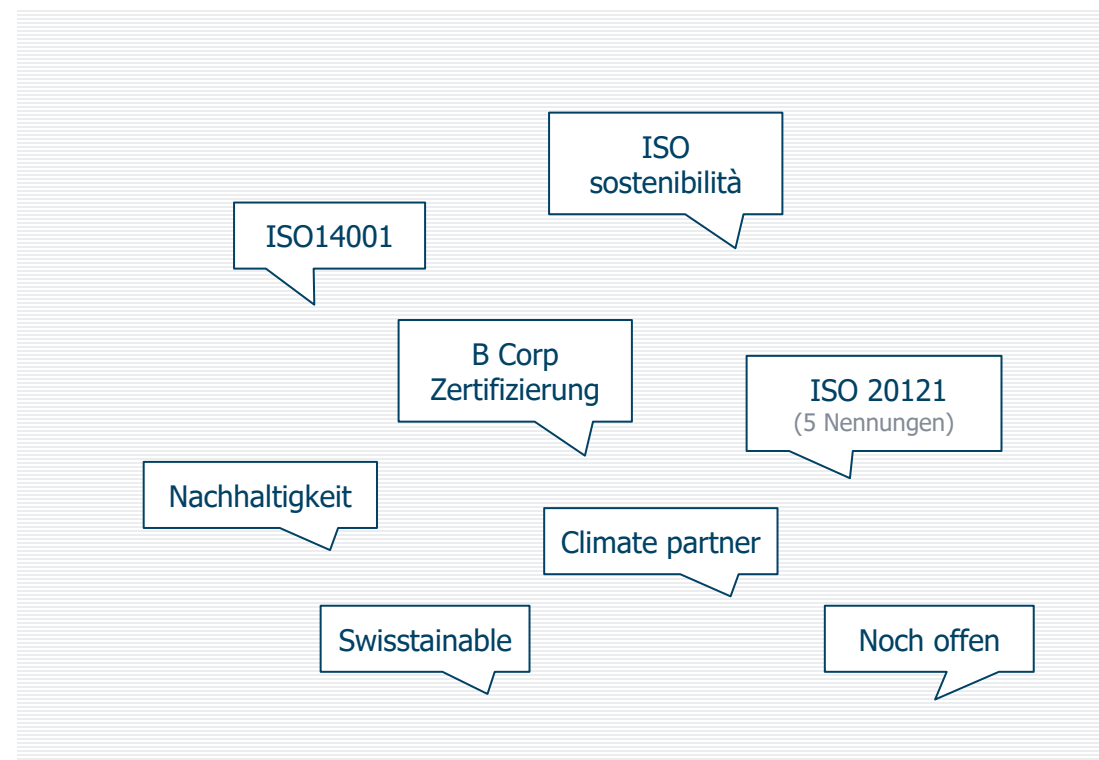 ISO
sostenibilità
ISO14001
B Corp
Zertifizierung
ISO 20121
(5 Nennungen)
Nachhaltigkeit
Climate partner
Swisstainable
Noch offen